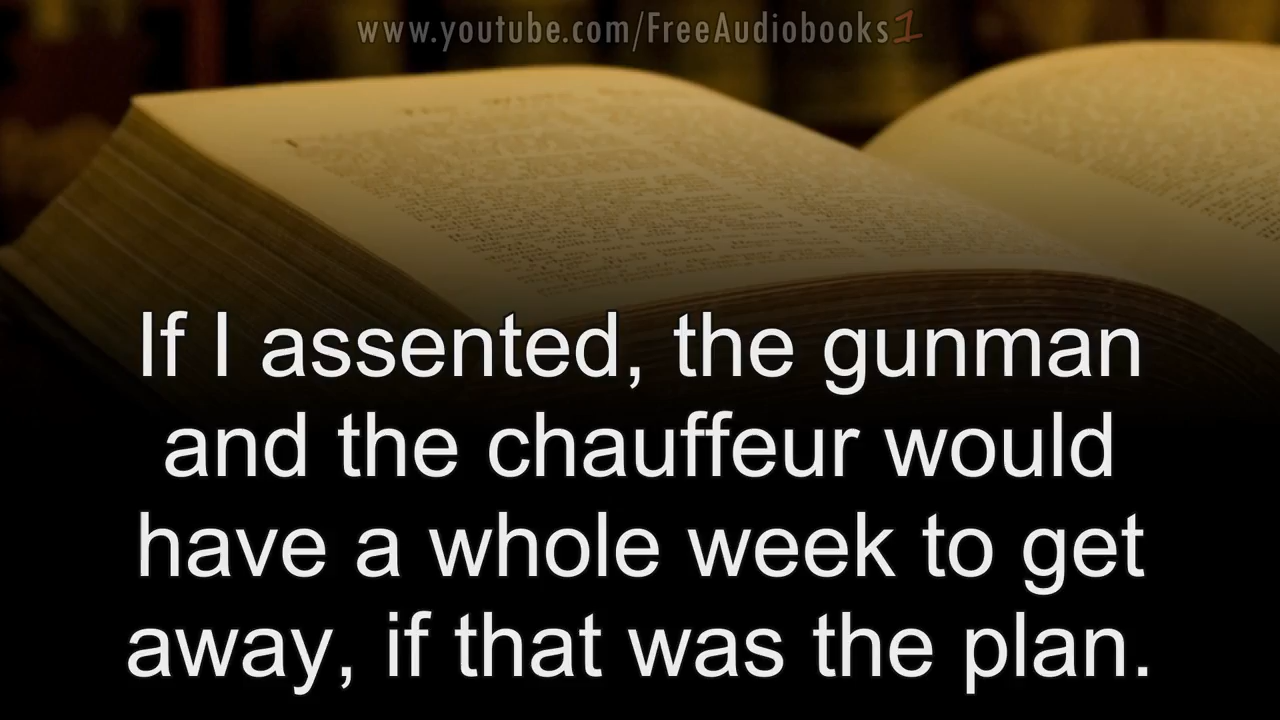 www.youtube.com/FreeAudiobooks1
If I assented, the gunman
and the chauffeur would
have a whole week to get
away, if that was the plan.